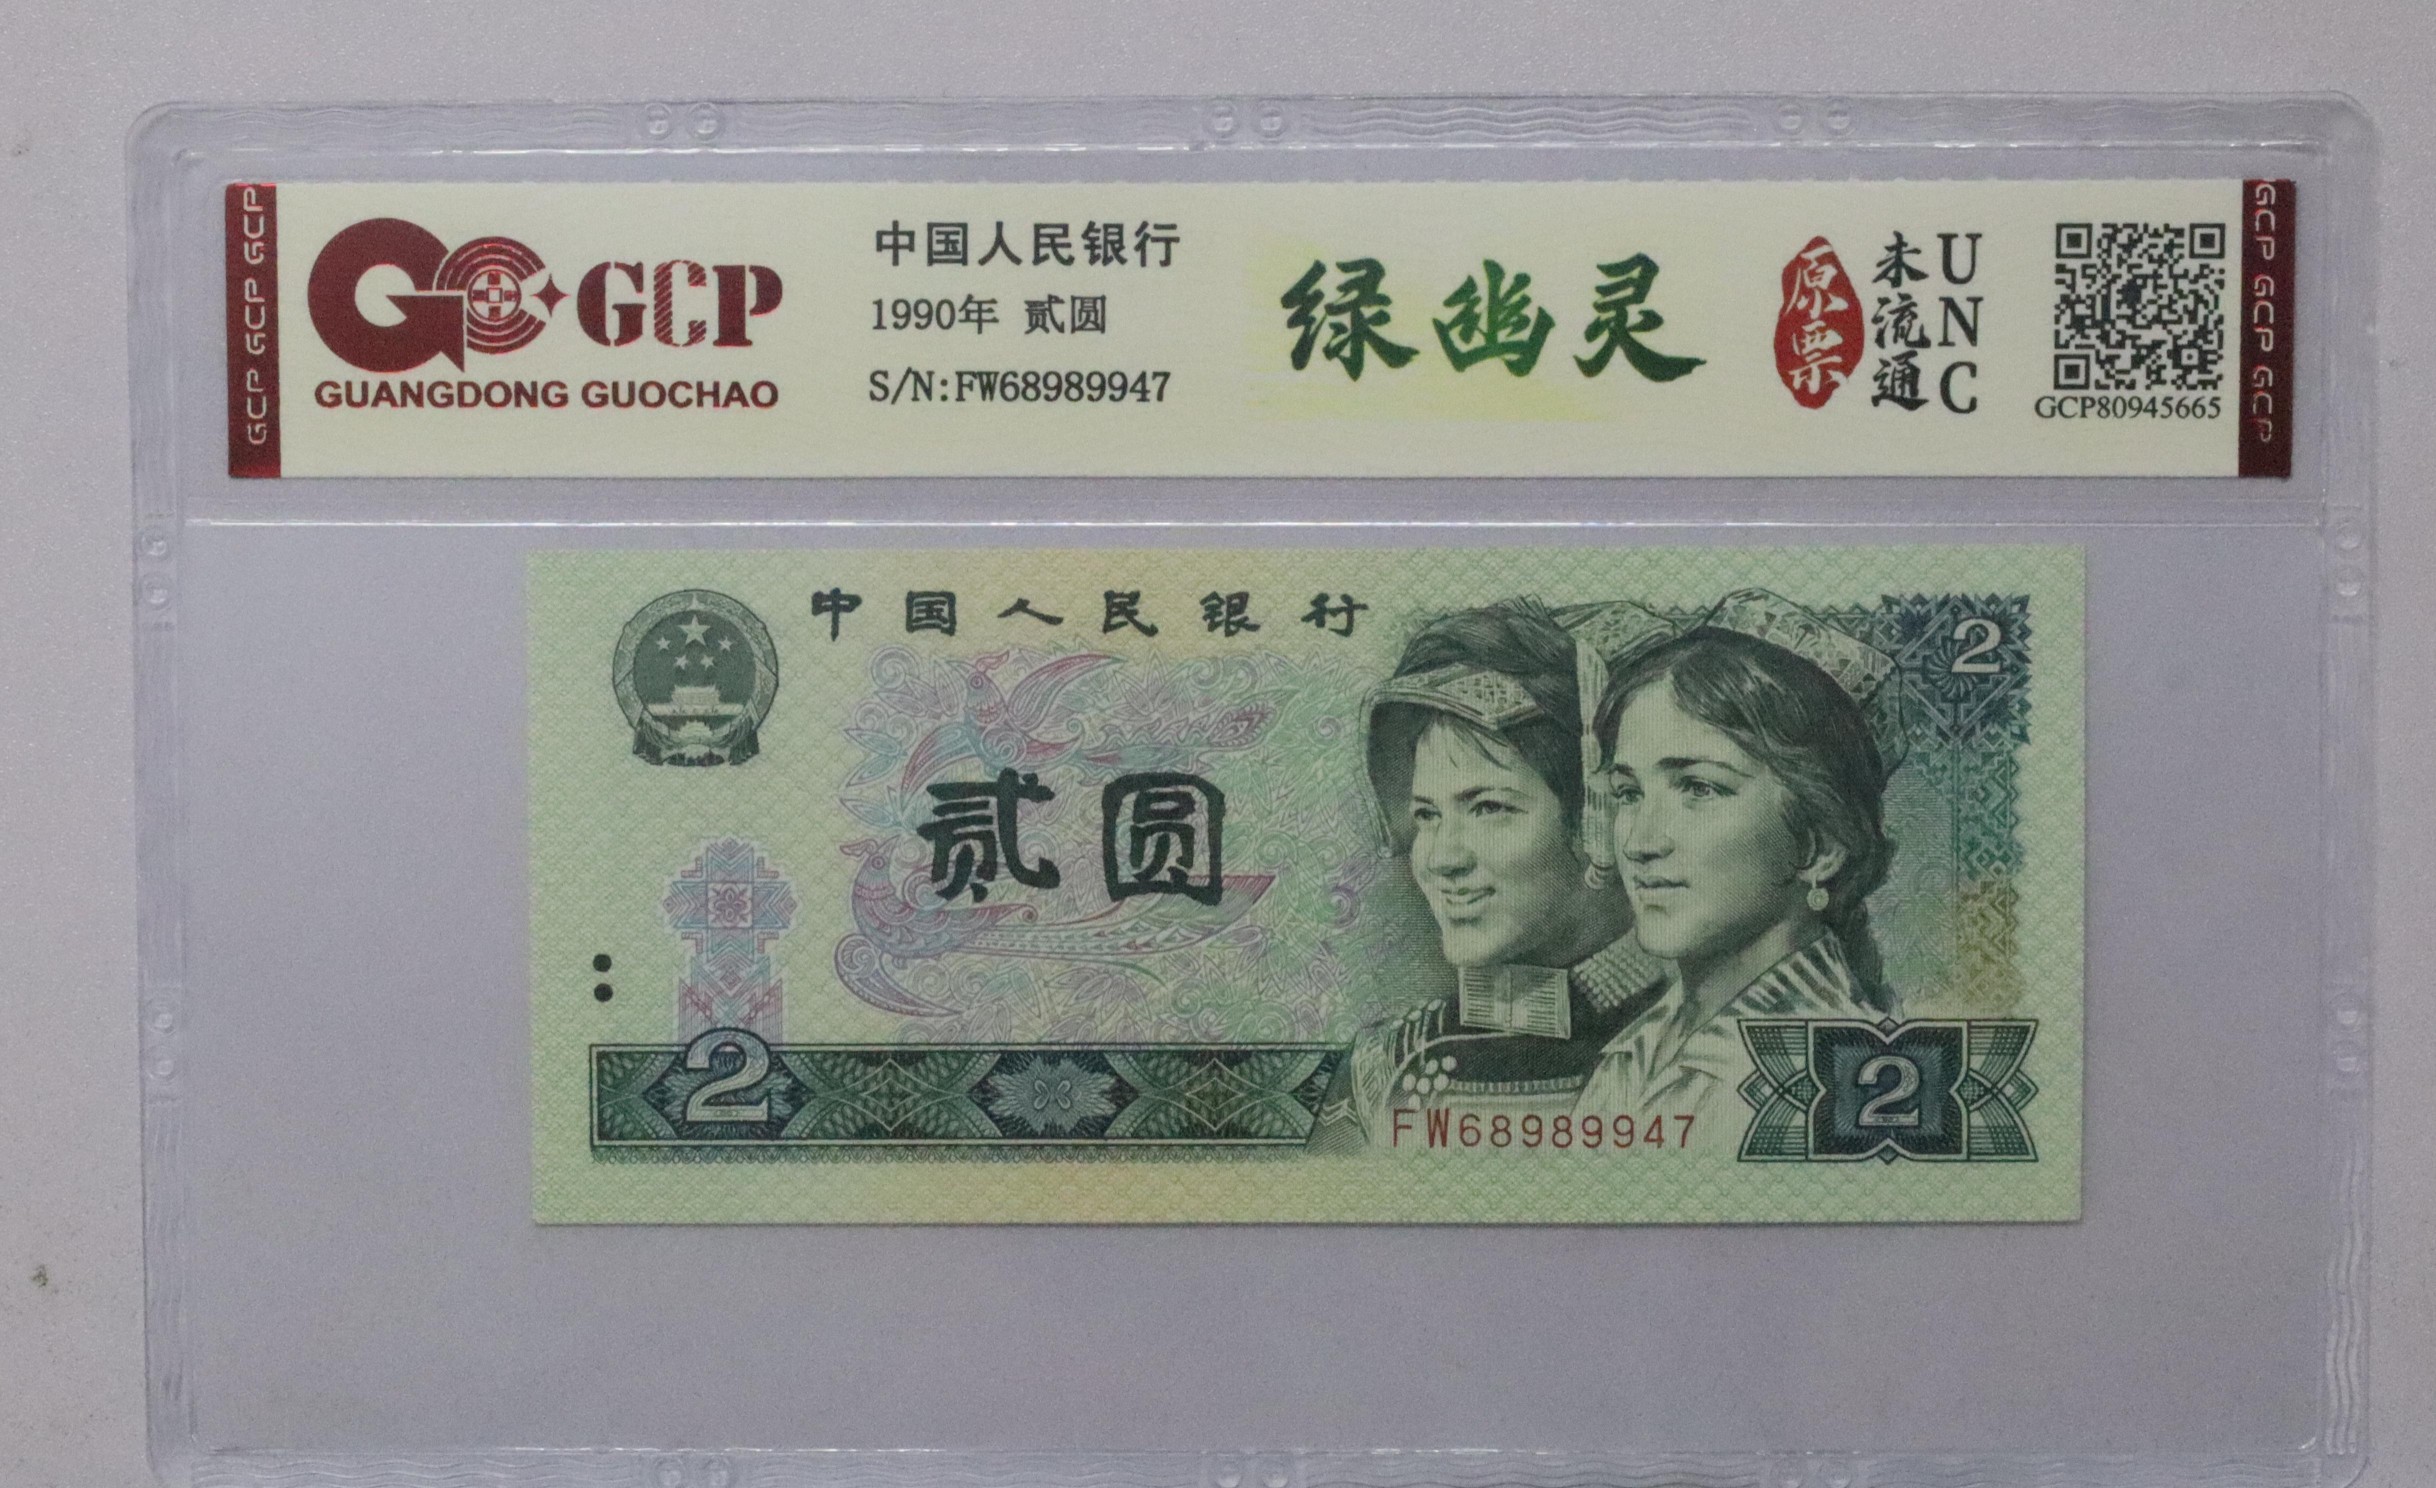 GCP GCP GCP
GCP
GUANGDONG GUOCHAO
中国人民银行
1990年 贰圆
S/N:FW68989947
绿幽灵
原票
未流通
UNC
GCP80945665
GCP GCP GCP
中国人民银行
2
贰圆
2
FW68989947
2